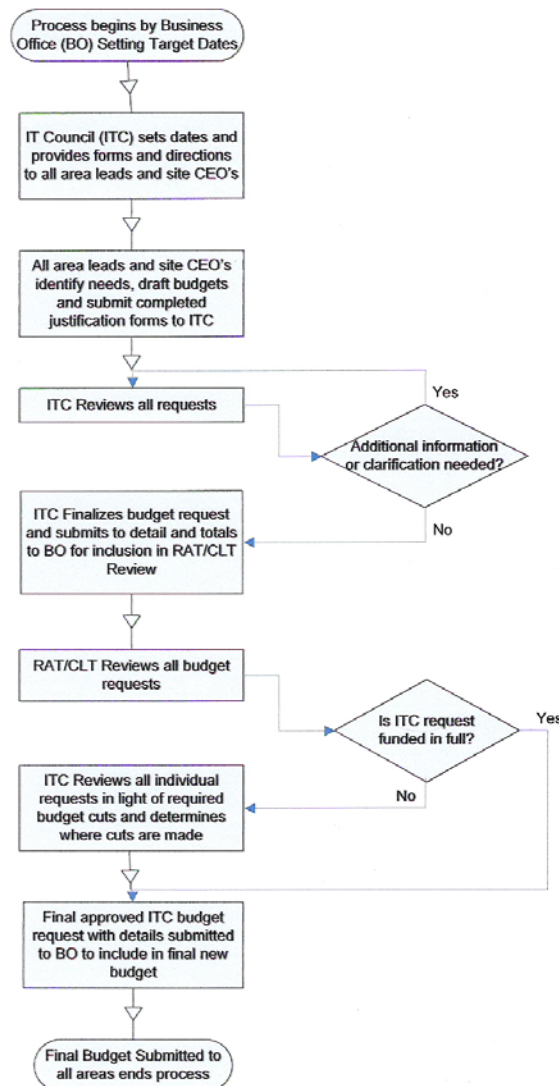 Process begins by Business
Office (BO) Setting Target Dates
IT Council (ITC) sets dates and
provides forms and directions
to all area leads and site CEO's
All area leads and site CEO's
identify needs, draft budgets
and submit completed
justification forms to ITC
Yes
ITC Reviews all requests
Additional information
or clarification needed?
No
ITC Finalizes budget request
and submits to detail and totals
to BO for inclusion in RAT/CLT
Review
RAT/CLT Reviews all budget
requests
Is ITC request
funded in full?
Yes
No
ITC Reviews all individual
requests in light of required
budget cuts and determines
where cuts are made
Final approved ITC budget
request with details submitted
to BO to include in final new
budget
Final Budget Submitted to
all areas ends process